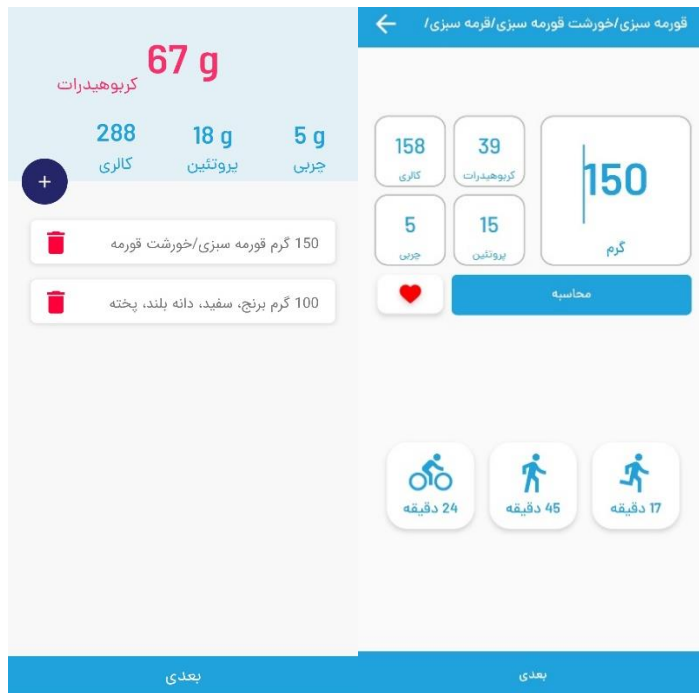 67 g
کربوهیدرات
5 g
چربی
18 g
پروتئین
288
کالری
+
150 گرم قورمه سبزی/خورشت قورمه
100 گرم برنج، سفید، دانه بلند، پخته
بعدی
قورمه سبزی/خورشت قورمه سبزی/قرمه سبزی/
150
گرم
39
کربوهیدرات
158
کالری
15
پروتئین
5
چربی
محاسبه
17 دقیقه
45 دقیقه
24 دقیقه
بعدی